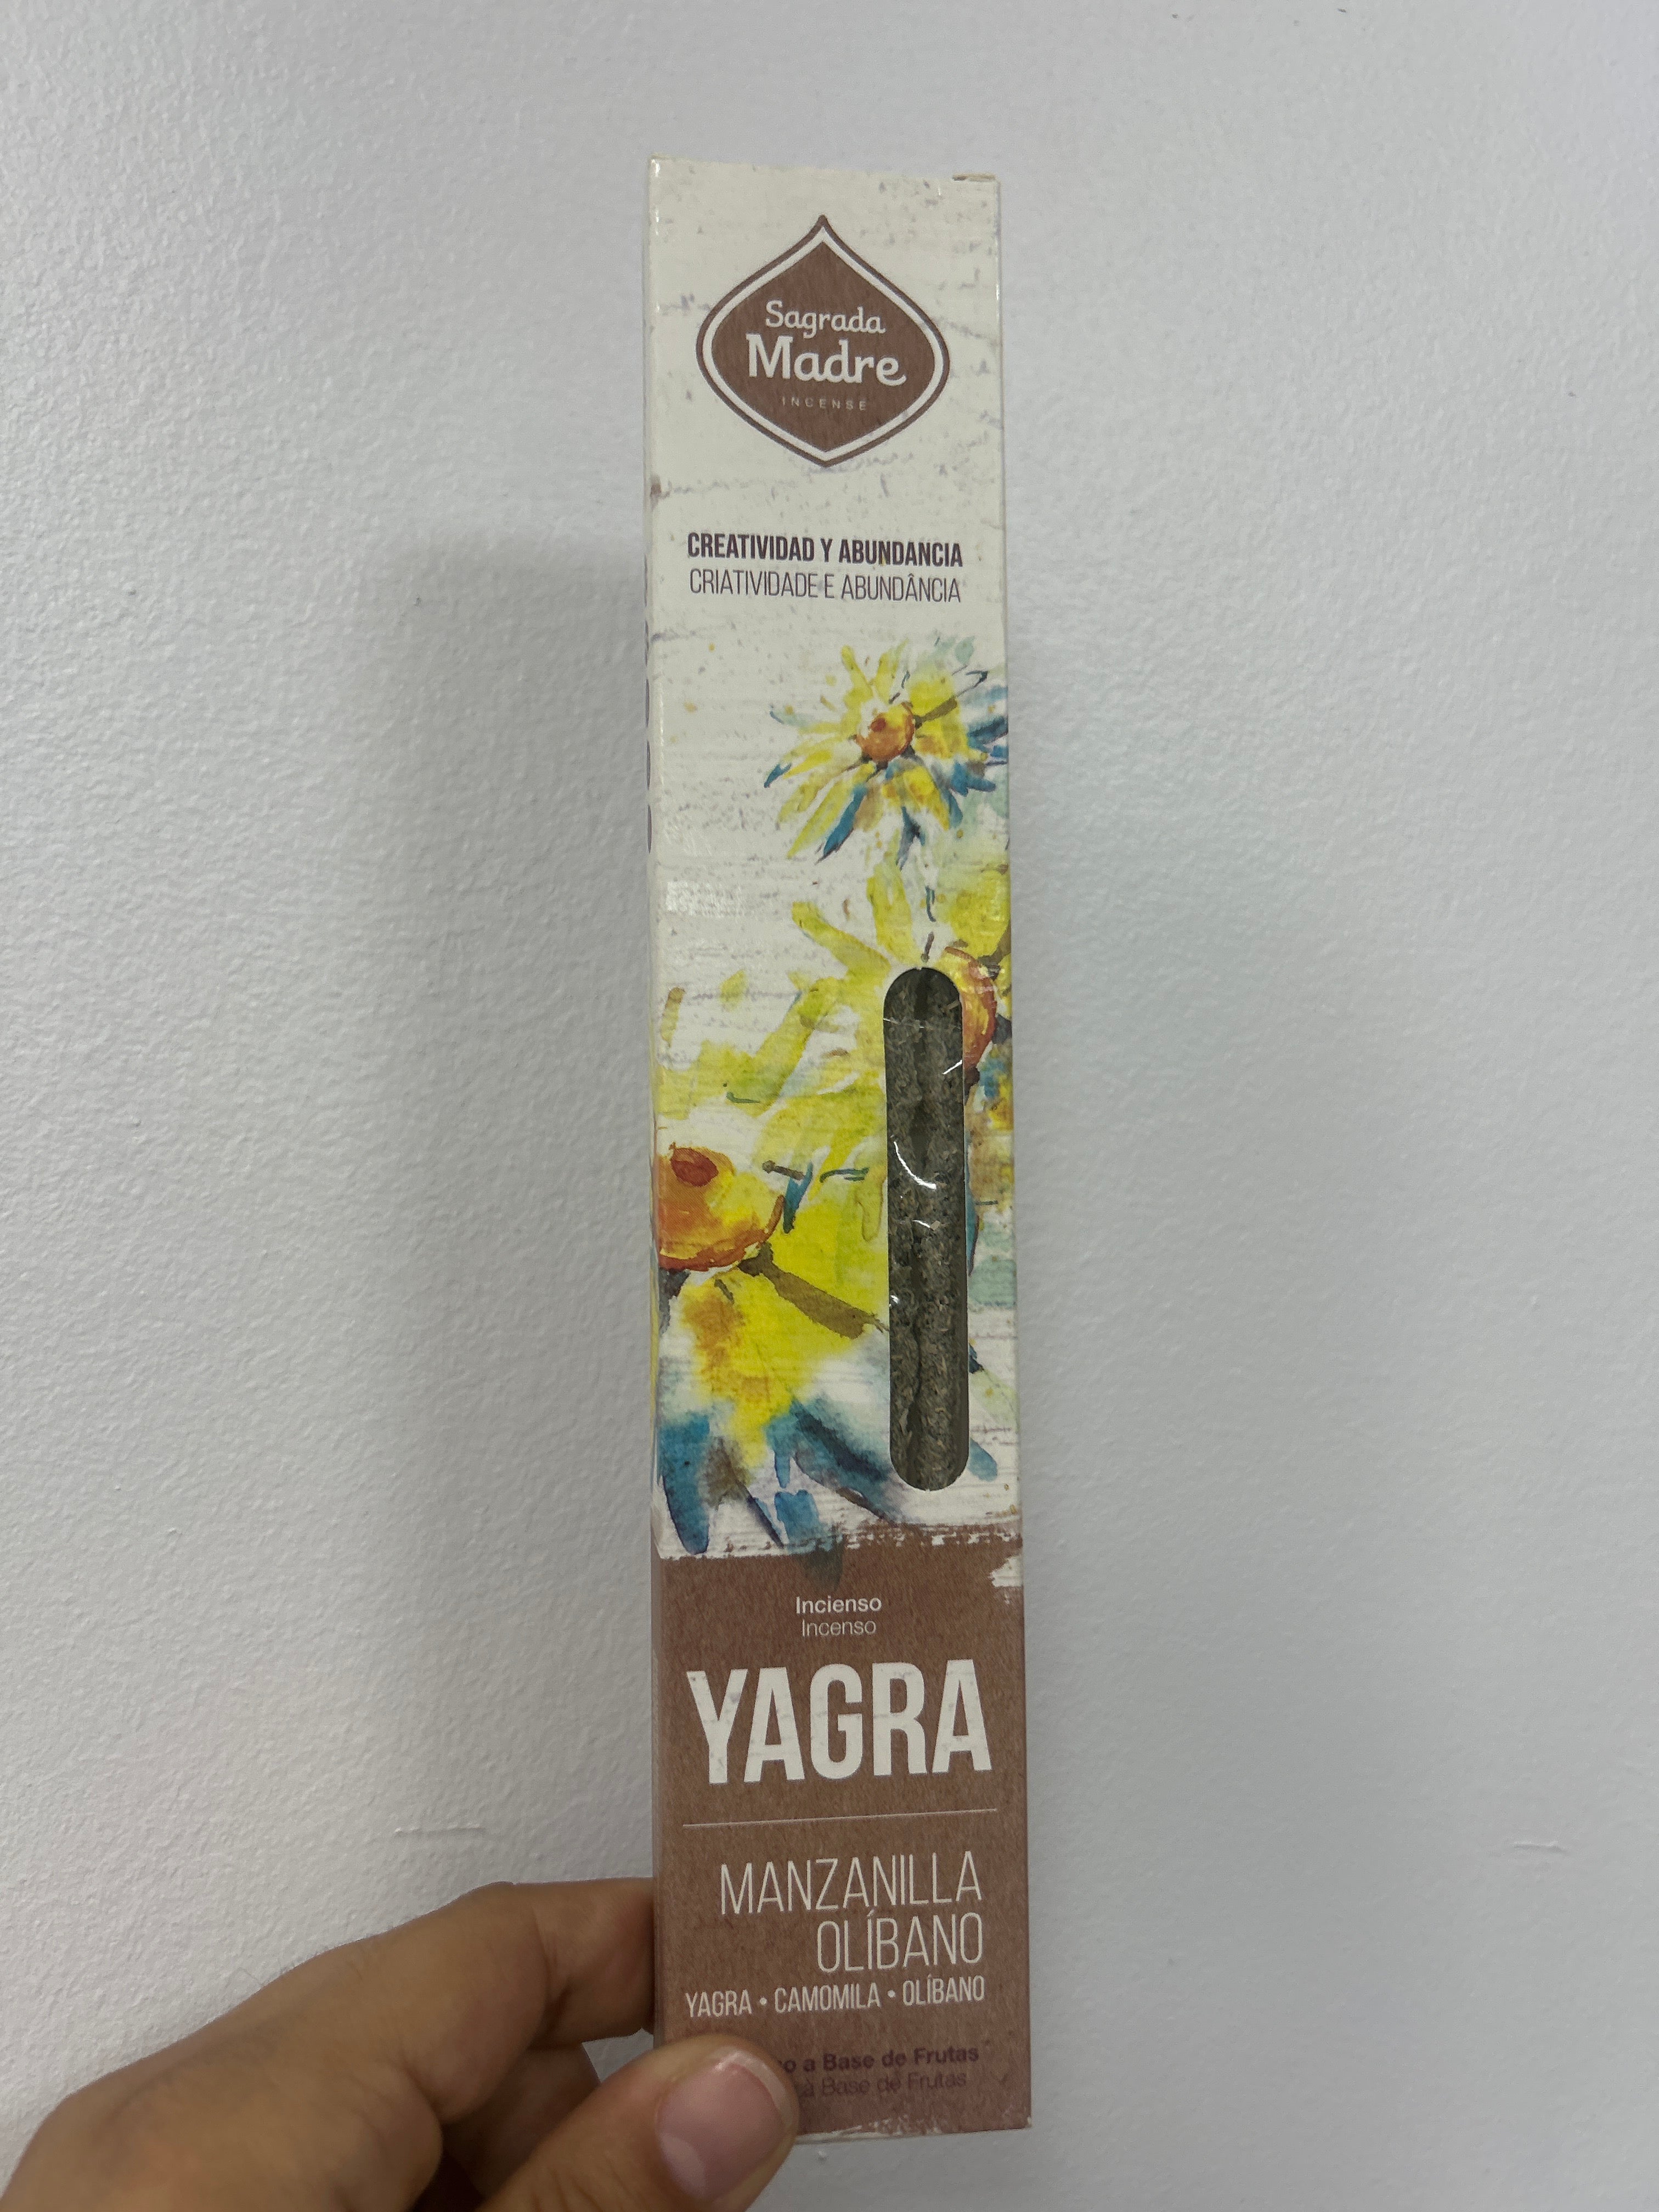 Sagrada
Madre
INCENSE
CREATIVIDAD Y ABUNDANCIA
CRIATIVIDADE E ABUNDÂNCIA
Incienso
Incenso
YAGRA
MANZANILLA
OLÍBANO
YAGRA • CAMOMILA • OLÍBANO
a Base de Frutas
a Base de Frutas